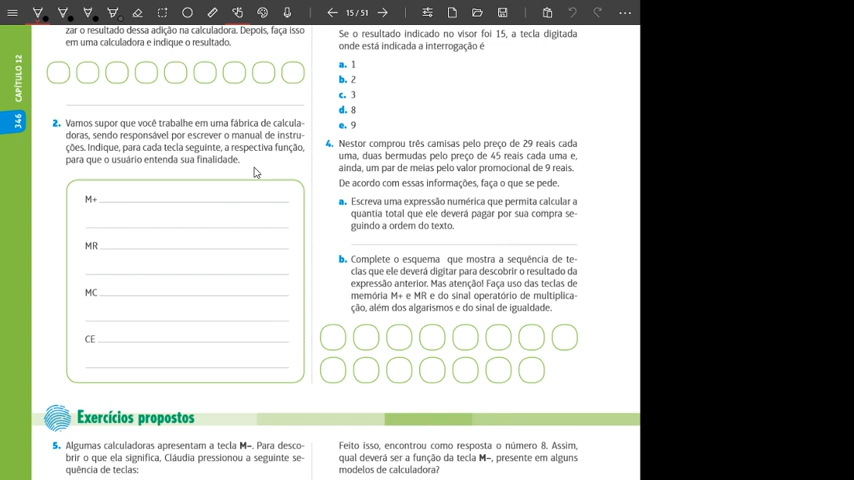 15 / 51
CAPÍTULO 12
346
zar o resultado dessa adição na calculadora. Depois, faça isso
em uma calculadora e indique o resultado.
2. Vamos supor que você trabalhe em uma fábrica de calcula-
doras, sendo responsável por escrever o manual de instru-
ções. Indique, para cada tecla seguinte, a respectiva função,
para que o usuário entenda sua finalidade.
M+
MR
MC
CE
Se o resultado indicado no visor foi 15, a tecla digitada
onde está indicada a interrogação é
a. 1
b. 2
c. 3
d. 8
e. 9
4. Nestor comprou três camisas pelo preço de 29 reais cada
uma, duas bermudas pelo preço de 45 reais cada uma e,
ainda, um par de meias pelo valor promocional de 9 reais.
De acordo com essas informações, faça o que se pede.
a. Escreva uma expressão numérica que permita calcular a
quantia total que ele deverá pagar por sua compra se-
guindo a ordem do texto.
b. Complete o esquema que mostra a sequência de te-
clas que ele deverá digitar para descobrir o resultado da
expressão anterior. Mas atenção! Faça uso das teclas de
memória M+ e MR e do sinal operatório de multiplica-
ção, além dos algarismos e do sinal de igualdade.
Exercícios propostos
5. Algumas calculadoras apresentam a tecla M–. Para desco-
brir o que ela significa, Cláudia pressionou a seguinte se-
quência de teclas:
Feito isso, encontrou como resposta o número 8. Assim,
qual deverá ser a função da tecla M–, presente em alguns
modelos de calculadora?